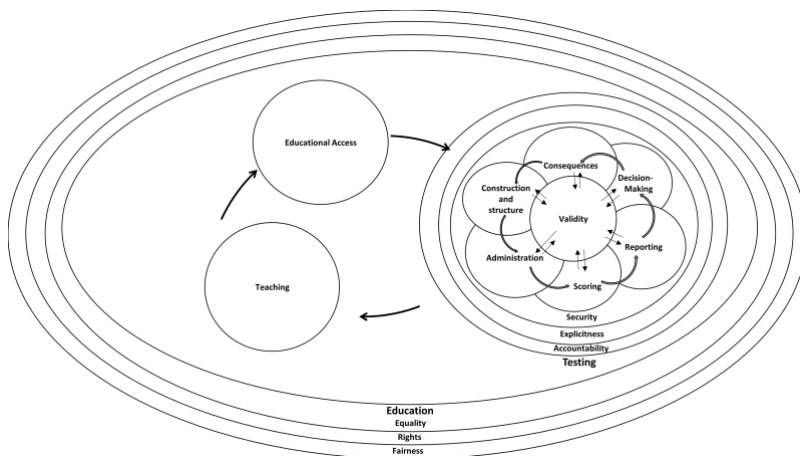 Educational Access
Consequences
Decision-
Making
Construction
and
structure
Validity
Reporting
Administration
Teaching
Scoring
Security
Explicitness
Accountability
Testing
Education
Equality
Rights
Fairness